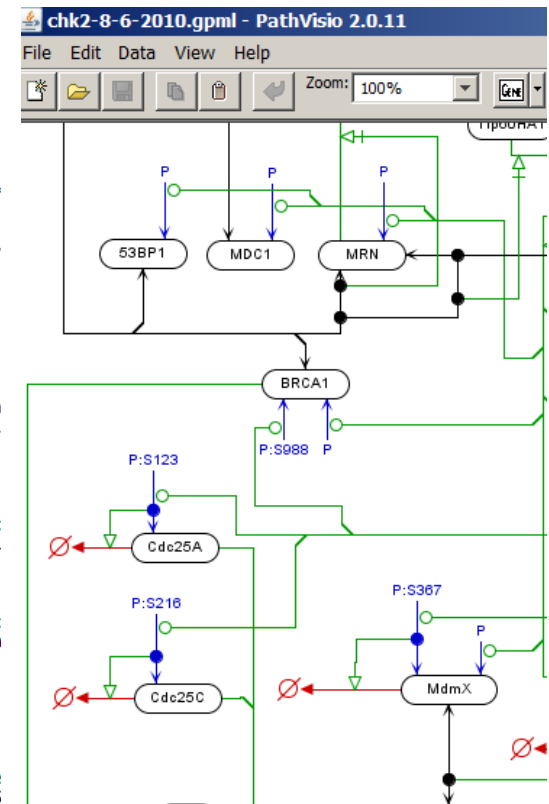 chk2-8-6-2010.gpml - PathVisio 2.0.11
File Edit Data View Help
Zoom: 100%
GENE
P P P
53BP1 MDC1 MRN
BRCA1
P:S988 P
P:S123
Cdc25A
P:S216
P:S367
P
Cdc25C
MdmX